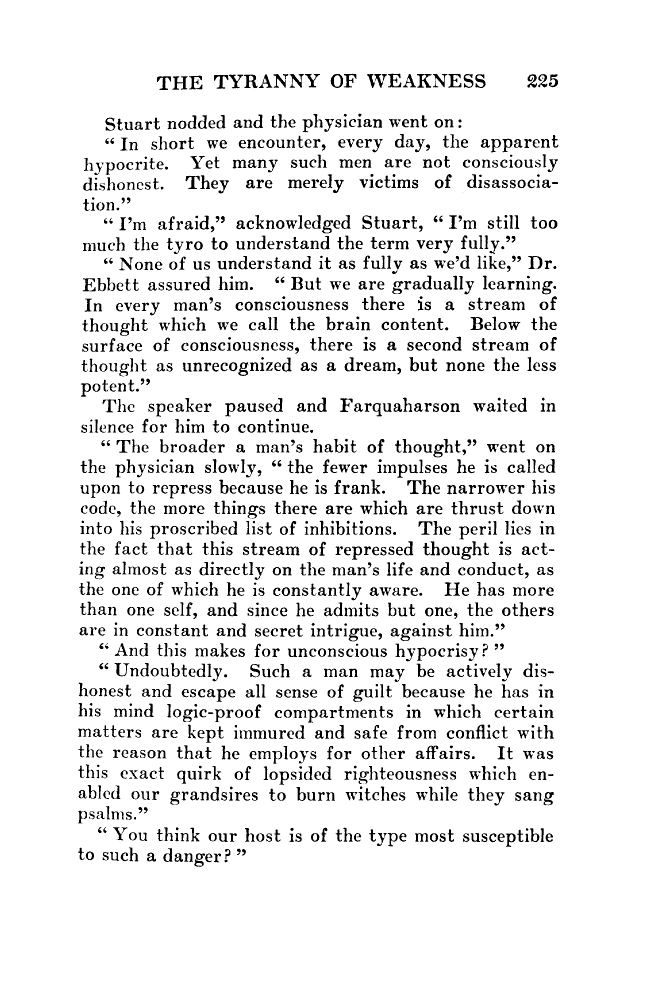 THE TYRANNY OF WEAKNESS 225
Stuart nodded and the physician went on:
“ In short we encounter, every day, the apparent
hypocrite. Yet many such men are not consciously
dishonest. They are merely victims of disassocia-
tion.”
“ I’m afraid,” acknowledged Stuart, “ I’m still too
much the tyro to understand the term very fully.”
“ None of us understand it as fully as we’d like,” Dr.
Ebbett assured him. “ But we are gradually learning.
In every man’s consciousness there is a stream of
thought which we call the brain content. Below the
surface of consciousness, there is a second stream of
thought as unrecognized as a dream, but none the less
potent.”
The speaker paused and Farquaharson waited in
silence for him to continue.
“ The broader a man’s habit of thought,” went on
the physician slowly, “ the fewer impulses he is called
upon to repress because he is frank. The narrower his
code, the more things there are which are thrust down
into his proscribed list of inhibitions. The peril lies in
the fact that this stream of repressed thought is act-
ing almost as directly on the man’s life and conduct, as
the one of which he is constantly aware. He has more
than one self, and since he admits but one, the others
are in constant and secret intrigue, against him.”
“ And this makes for unconscious hypocrisy? ”
“ Undoubtedly. Such a man may be actively dis-
honest and escape all sense of guilt because he has in
his mind logic-proof compartments in which certain
matters are kept immured and safe from conflict with
the reason that he employs for other affairs. It was
this exact quirk of lopsided righteousness which en-
abled our grandsires to burn witches while they sang
psalms.”
“ You think our host is of the type most susceptible
to such a danger? ”